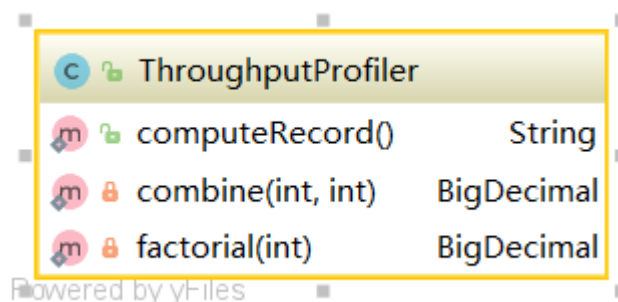 C ThroughputProfiler
m computeRecord() String
m combine(int, int) BigDecimal
m factorial(int) BigDecimal
Powered by yFiles